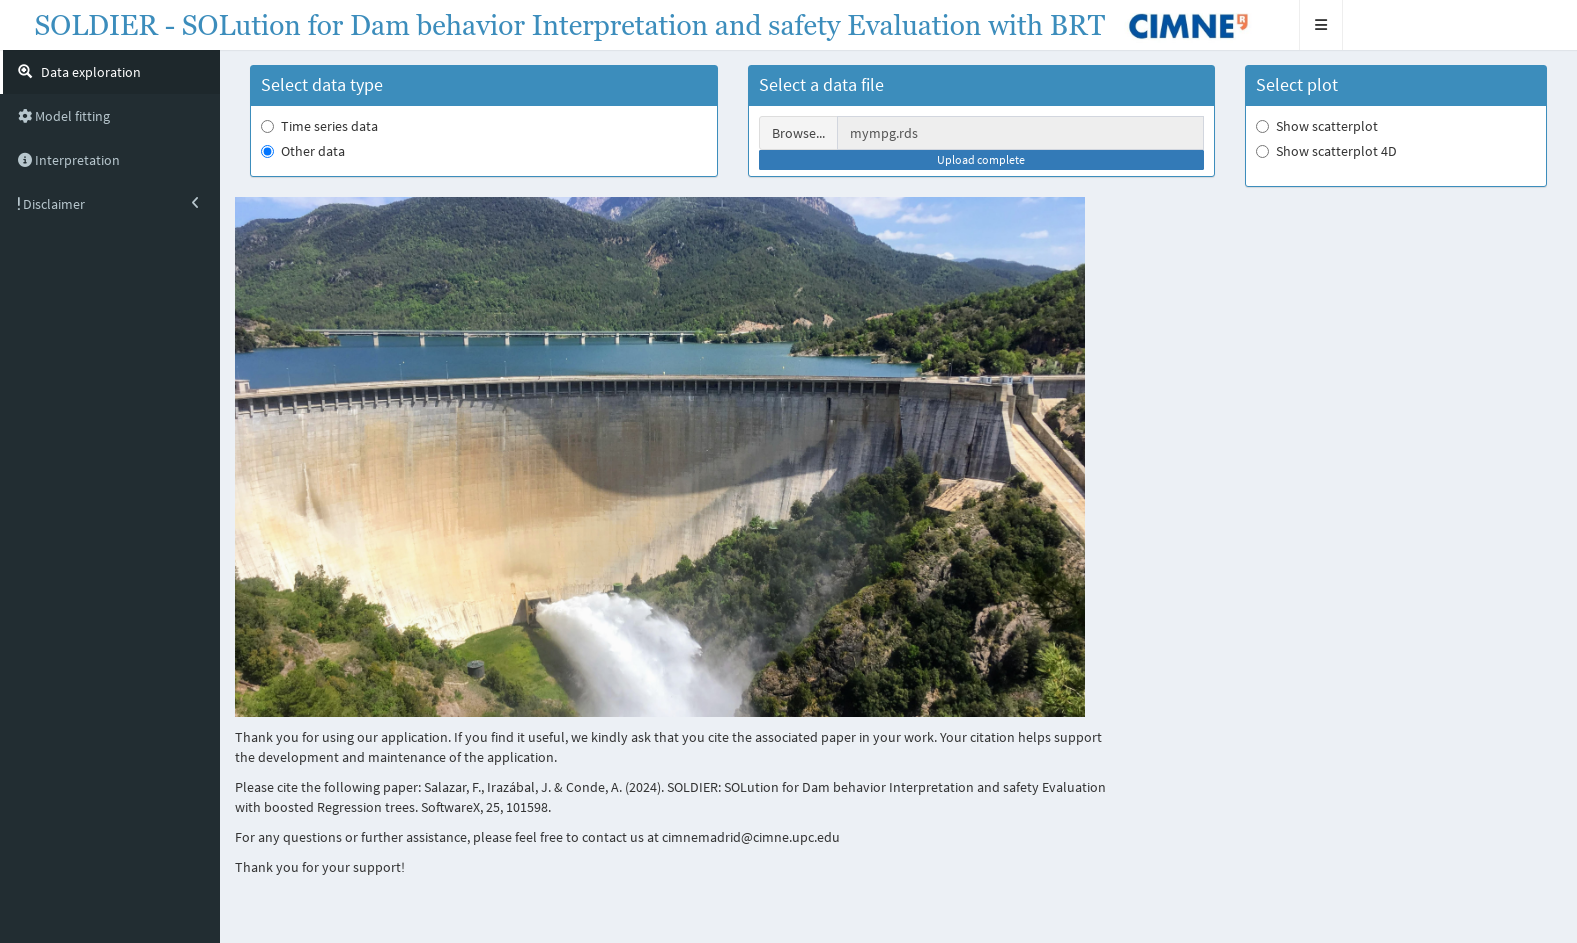 SOLDIER - SOLution for Dam behavior Interpretation and safety Evaluation with BRT
CIMNE R
Data exploration
Model fitting
Interpretation
Disclaimer
Select data type
Time series data
Other data
Select a data file
Browse...
mympg.rds
Upload complete
Select plot
Show scatterplot
Show scatterplot 4D
Thank you for using our application. If you find it useful, we kindly ask that you cite the associated paper in your work. Your citation helps support
the development and maintenance of the application.
Please cite the following paper: Salazar, F., Irazábal, J. & Conde, A. (2024). SOLDIER: SOLution for Dam behavior Interpretation and safety Evaluation
with boosted Regression trees. SoftwareX, 25, 101598.
For any questions or further assistance, please feel free to contact us at cimnemadrid@cimne.upc.edu
Thank you for your support!